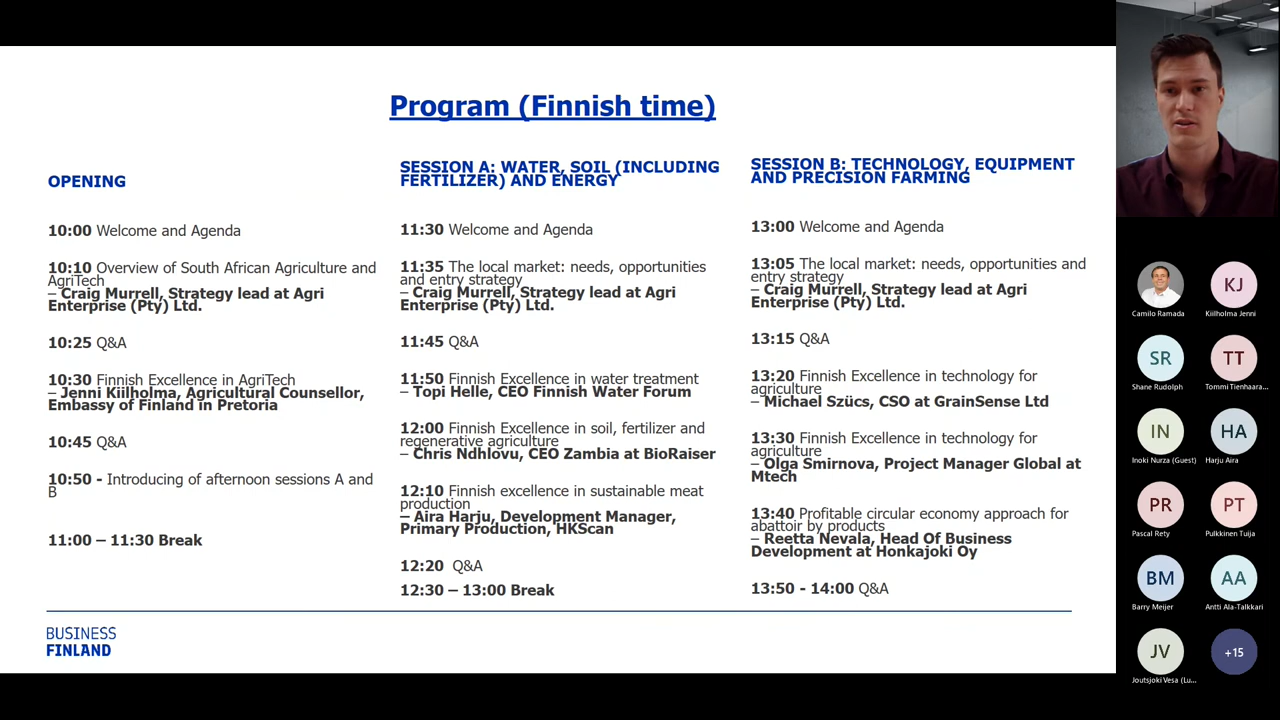 Program (Finnish time)
OPENING
10:00 Welcome and Agenda
10:10 Overview of South African Agriculture and
AgriTech
– Craig Murrell, Strategy lead at Agri
Enterprise (Pty) Ltd.
10:25 Q&A
10:30 Finnish Excellence in AgriTech
– Jenni Kiilholma, Agricultural Counsellor,
Embassy of Finland in Pretoria
10:45 Q&A
10:50 - Introducing of afternoon sessions A and
B
11:00 – 11:30 Break
SESSION A: WATER, SOIL (INCLUDING
FERTILIZER) AND ENERGY
11:30 Welcome and Agenda
11:35 The local market: needs, opportunities
and entry strategy
– Craig Murrell, Strategy lead at Agri
Enterprise (Pty) Ltd.
11:45 Q&A
11:50 Finnish Excellence in water treatment
– Topi Helle, CEO Finnish Water Forum
12:00 Finnish Excellence in soil, fertilizer and
regenerative agriculture
– Chris Ndhlovu, CEO Zambia at BioRaiser
12:10 Finnish excellence in sustainable meat
production
– Aira Harju, Development Manager,
Primary Production, HKScan
12:20 Q&A
12:30 – 13:00 Break
SESSION B: TECHNOLOGY, EQUIPMENT
AND PRECISION FARMING
13:00 Welcome and Agenda
13:05 The local market: needs, opportunities and
entry strategy
– Craig Murrell, Strategy lead at Agri
Enterprise (Pty) Ltd.
13:15 Q&A
13:20 Finnish Excellence in technology for
agriculture
– Michael Szücs, CSO at GrainSense Ltd
13:30 Finnish Excellence in technology for
agriculture
– Olga Smirnova, Project Manager Global at
Mtech
13:40 Profitable circular economy approach for
abattoir by products
– Reetta Nevala, Head Of Business
Development at Honkajoki Oy
13:50 - 14:00 Q&A
BUSINESS
FINLAND
KJ
Camilo Ramada
Kiilholma Jenni
SR
TT
Shane Rudolph
Tommi Tienhaara...
IN
HA
Inoki Nurza (Guest)
Harju Aira
PR
PT
Pascal Rety
Pulkkinen Tuija
BM
AA
Barry Meijer
Antti Ala-Talkkari
JV
+15
Joutsjoki Vesa (Lu...